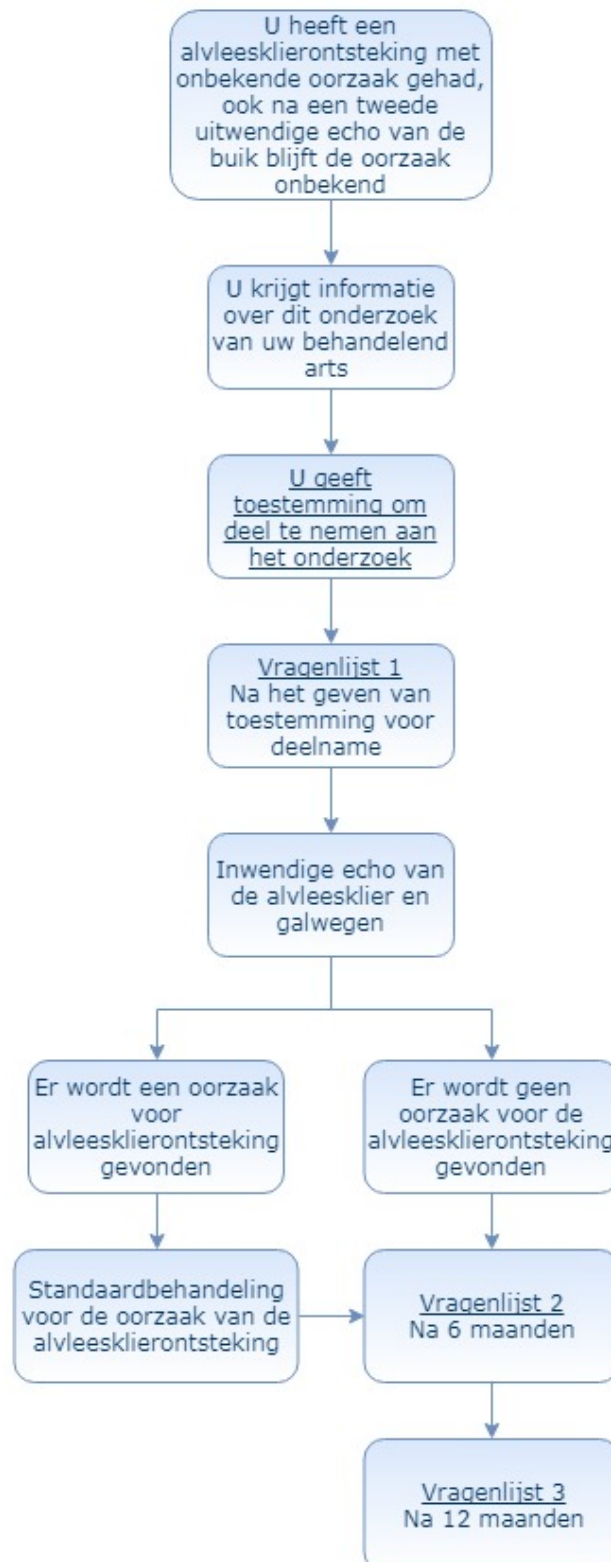 U heeft een
alvleesklierontsteking met
onbekende oorzaak gehad,
ook na een tweede
uitwendige echo van de
buik blijft de oorzaak
onbekend
U krijgt informatie
over dit onderzoek
van uw behandelend
arts
U geeft
toestemming om
deel te nemen aan
het onderzoek
Vragenlijst 1
Na het geven van
toestemming voor
deelname
Inwendige echo van
de alvleesklier en
galwegen
Er wordt een oorzaak
voor
alvleesklierontsteking
gevonden
Er wordt geen
oorzaak voor de
alvleesklierontsteking
gevonden
Standaardbehandeling
voor de oorzaak van de
alvleesklierontsteking
Vragenlijst 2
Na 6 maanden
Vragenlijst 3
Na 12 maanden